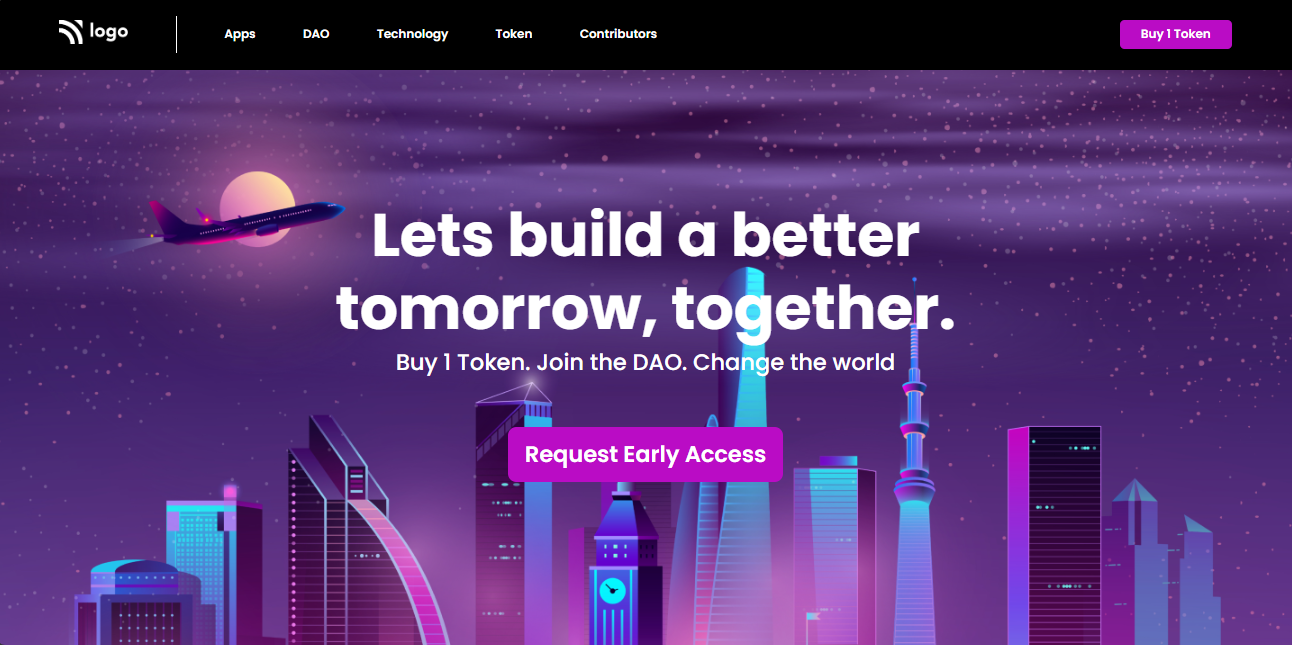 logo
Apps
DAO
Technology
Token
Contributors
Buy 1 Token
Lets build a better
tomorrow, together.
Buy 1 Token. Join the DAO. Change the world
Request Early Access